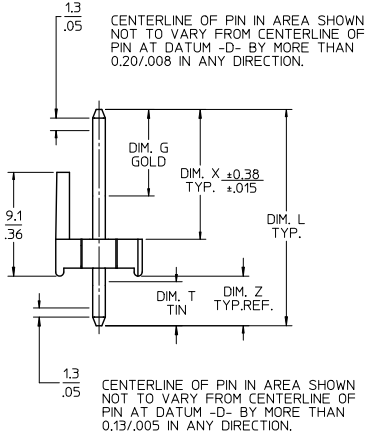 1.3
.05
CENTERLINE OF PIN IN AREA SHOWN
NOT TO VARY FROM CENTERLINE OF
PIN AT DATUM -D- BY MORE THAN
0.20/.008 IN ANY DIRECTION.
DIM. G
GOLD
DIM. X ±0.38
TYP. ±.015
DIM. L
TYP.
9.1
.36
DIM. T
TIN
DIM. Z
TYP.REF.
1.3
.05
CENTERLINE OF PIN IN AREA SHOWN
NOT TO VARY FROM CENTERLINE OF
PIN AT DATUM -D- BY MORE THAN
0.13/.005 IN ANY DIRECTION.